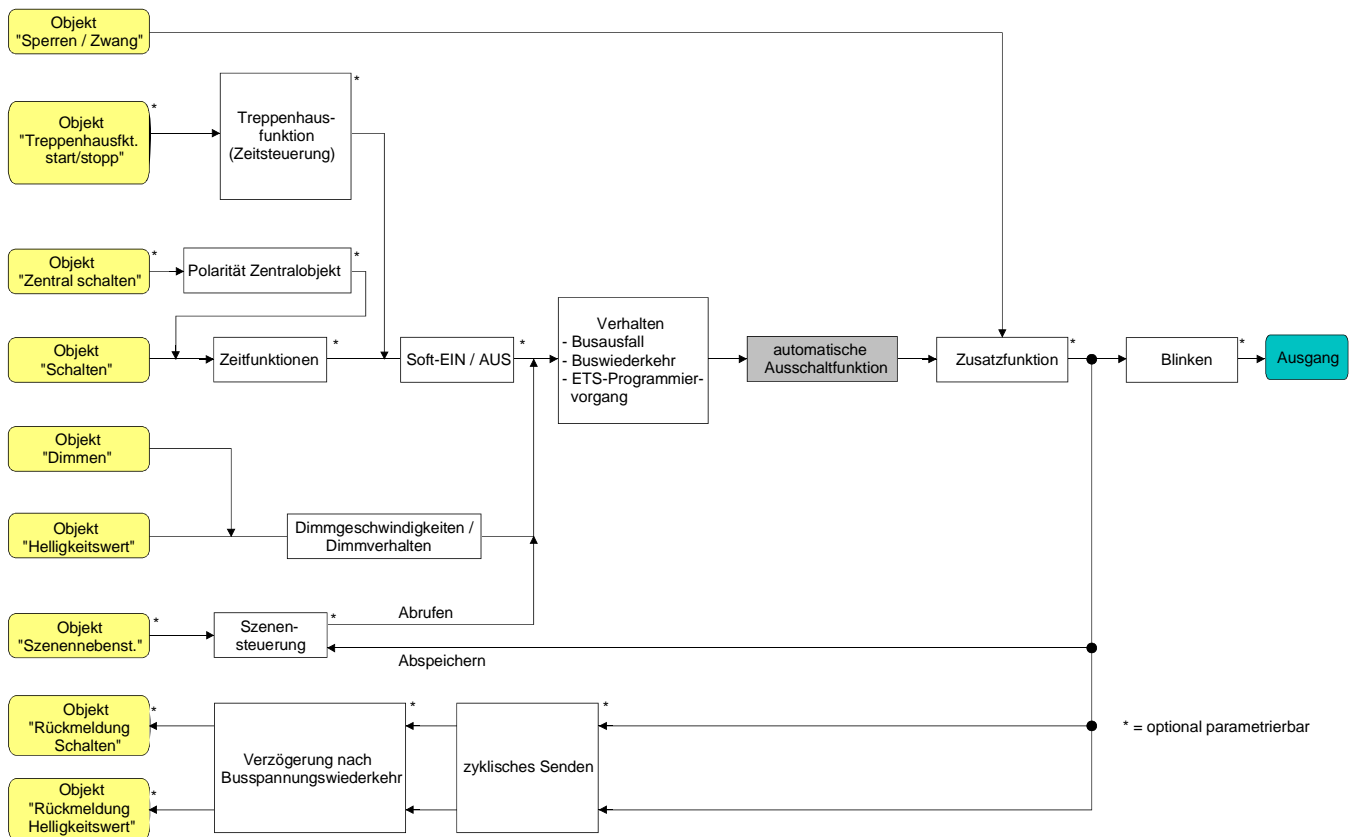 Objekt
"Sperren / Zwang"
*
Objekt
"Treppenhausfkt.
start/stopp"
*
Treppenhaus-
funktion
(Zeitsteuerung)
*
Objekt
"Zentral schalten"
*
Polarität Zentralobjekt
*
Objekt
"Schalten"
Zeitfunktionen
*
Soft-EIN / AUS
*
Verhalten
- Busausfall
- Buswiederkehr
- ETS-Programmier-
vorgang
automatische
Ausschaltfunktion
Zusatzfunktion
*
Blinken
*
Ausgang
Objekt
"Dimmen"
Objekt
"Helligkeitswert"
Dimmgeschwindigkeiten /
Dimmverhalten
Objekt
"Szenennebenst."
*
Szenen-
steuerung
*
Abrufen
Abspeichern
Objekt
"Rückmeldung
Schalten"
*
Objekt
"Rückmeldung
Helligkeitswert"
*
Verzögerung nach
Busspannungswiederkehr
*
zyklisches Senden
* = optional parametrierbar